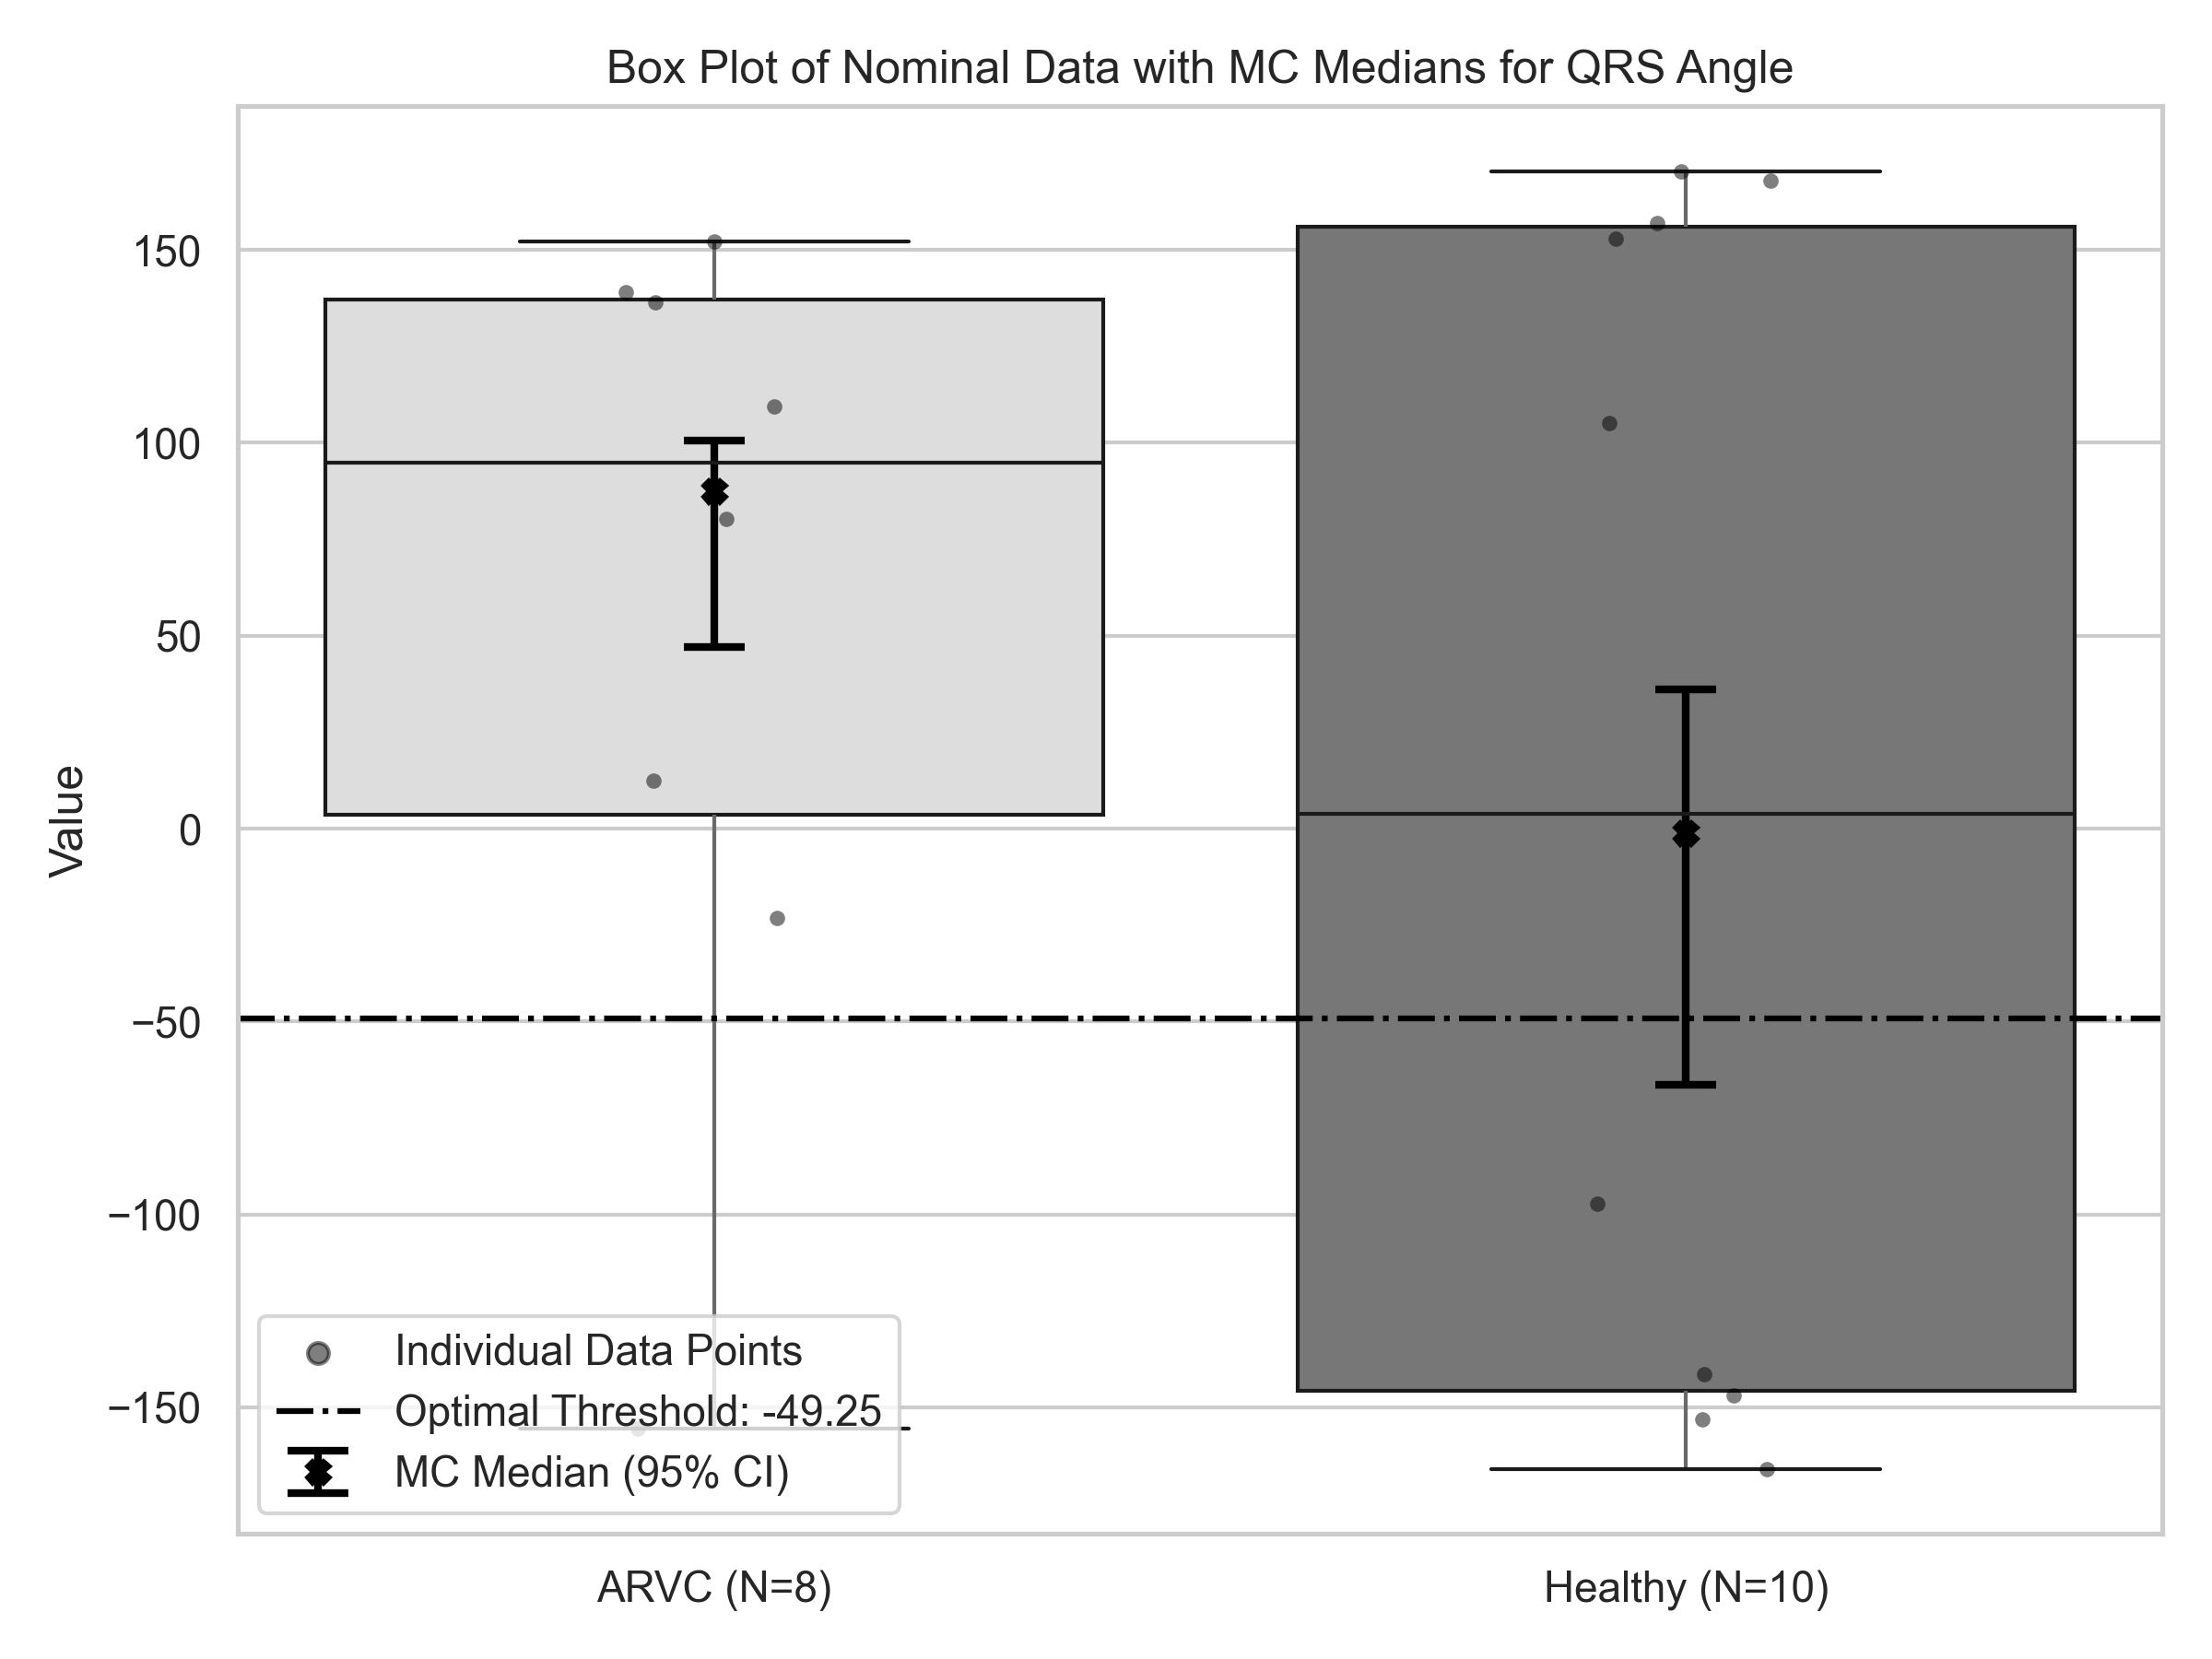 Box Plot of Nominal Data with MC Medians for QRS Angle
Value
150
100
50
0
−50
−100
−150
Individual Data Points
Optimal Threshold: -49.25
MC Median (95% CI)
ARVC (N=8)
Healthy (N=10)